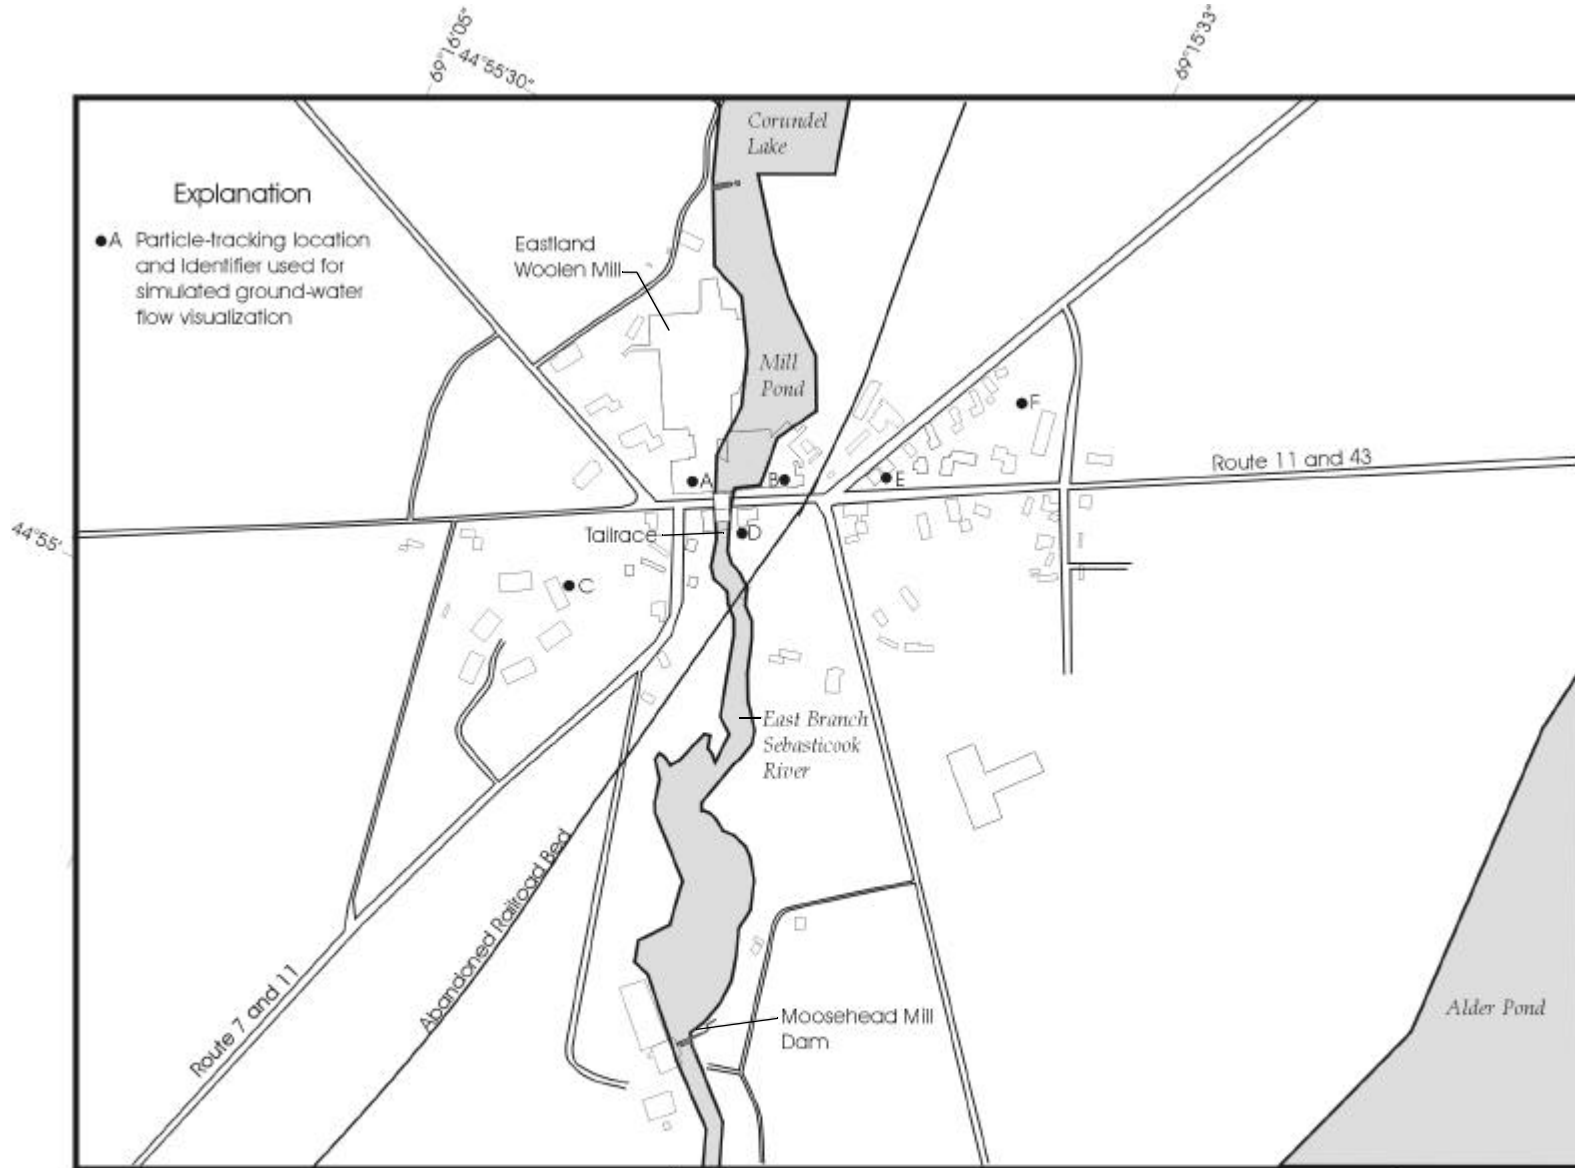 69°16'05"
44°55'30"
69°15'33"
Corundel
Lake
Explanation
A Particle-tracking location
and identifier used for
simulated ground-water
flow visualization
Eastland
Woolen Mill
Mill
Pond
F
Route 11 and 43
A
B
E
44°55'
Tailrace
D
C
East Branch
Sebasticook
River
Abandoned Railroad Bed
Route 7 and 11
Moosehead Mill
Dam
Alder Pond